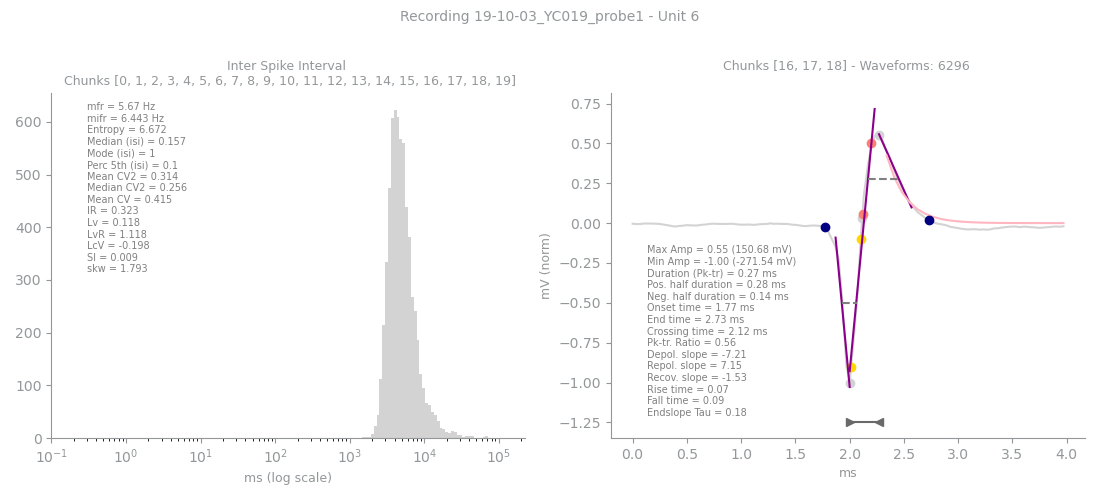 Recording 19-10-03_YC019_probe1 - Unit 6
Inter Spike Interval
Chunks [0, 1, 2, 3, 4, 5, 6, 7, 8, 9, 10, 11, 12, 13, 14, 15, 16, 17, 18, 19]
mfr = 5.67 Hz
mifr = 6.443 Hz
Entropy = 6.672
Median (isi) = 0.157
Mode (isi) = 1
Perc 5th (isi) = 0.1
Mean CV2 = 0.314
Median CV2 = 0.256
Mean CV = 0.415
IR = 0.323
Lv = 0.118
LvR = 1.118
LcV = -0.198
SI = 0.009
skw = 1.793
600
500
400
300
200
100
0
10⁻¹ 10⁰ 10¹ 10² 10³ 10⁴ 10⁵
ms (log scale)
Chunks [16, 17, 18] - Waveforms: 6296
mV (norm)
0.75
0.50
0.25
0.00
−0.25
−0.50
−0.75
−1.00
−1.25
Max Amp = 0.55 (150.68 mV)
Min Amp = -1.00 (-271.54 mV)
Duration (Pk-tr) = 0.27 ms
Pos. half duration = 0.28 ms
Neg. half duration = 0.14 ms
Onset time = 1.77 ms
End time = 2.73 ms
Crossing time = 2.12 ms
Pk-tr. Ratio = 0.56
Depol. slope = -7.21
Repol. slope = 7.15
Recov. slope = -1.53
Rise time = 0.07
Fall time = 0.09
Endslope Tau = 0.18
0.0 0.5 1.0 1.5 2.0 2.5 3.0 3.5 4.0
ms